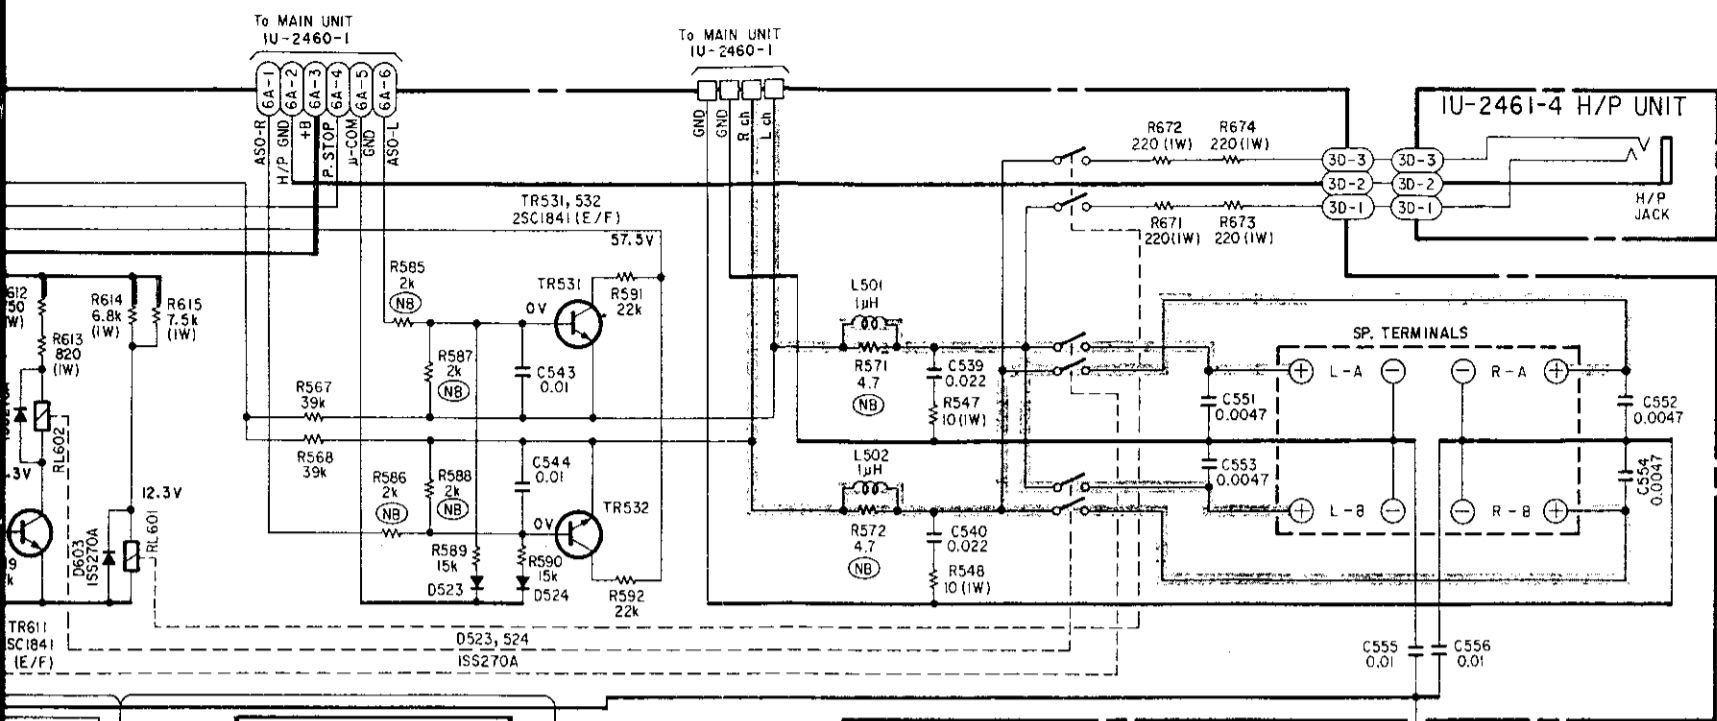 To MAIN UNIT
1U-2460-1
To MAIN UNIT
1U-2460-1
1U-2461-4 H/P UNIT
6A-1
6A-2
6A-3
6A-4
6A-5
6A-6
ASO-R
H/P GND
+B
P.STOP
μ-COM
GND
ASO-L
GND
GND
R ch
L ch
R672
220 (1W)
R674
220 (1W)
3D-3
3D-3
3D-2
3D-2
3D-1
3D-1
H/P
JACK
R671
220(1W)
R673
220 (1W)
TR531, 532
2SC1841(E/F)
57.5V
R585
2k
NB
TR531
0V
R591
22k
L501
1μH
R571
4.7
NB
R614
6.8k
(1W)
R615
7.5k
(1W)
R613
820
(1W)
R587
2k
NB
C543
0.01
C539
0.022
R547
10(1W)
SP. TERMINALS
+ L-A −
− R-A +
C551
0.0047
C552
0.0047
R567
39k
R568
39k
RL602
R586
2k
NB
R588
2k
NB
C544
0.01
TR532
0V
L502
1μH
R572
4.7
NB
C540
0.022
R548
10(1W)
C553
0.0047
C554
0.0047
+ L-B −
− R-B +
12.3V
D603
1SS270A
RL601
R589
15k
D523
R590
15k
D524
R592
22k
TR611
SC1841
(E/F)
D523, 524
1SS270A
C555
0.01
C556
0.01